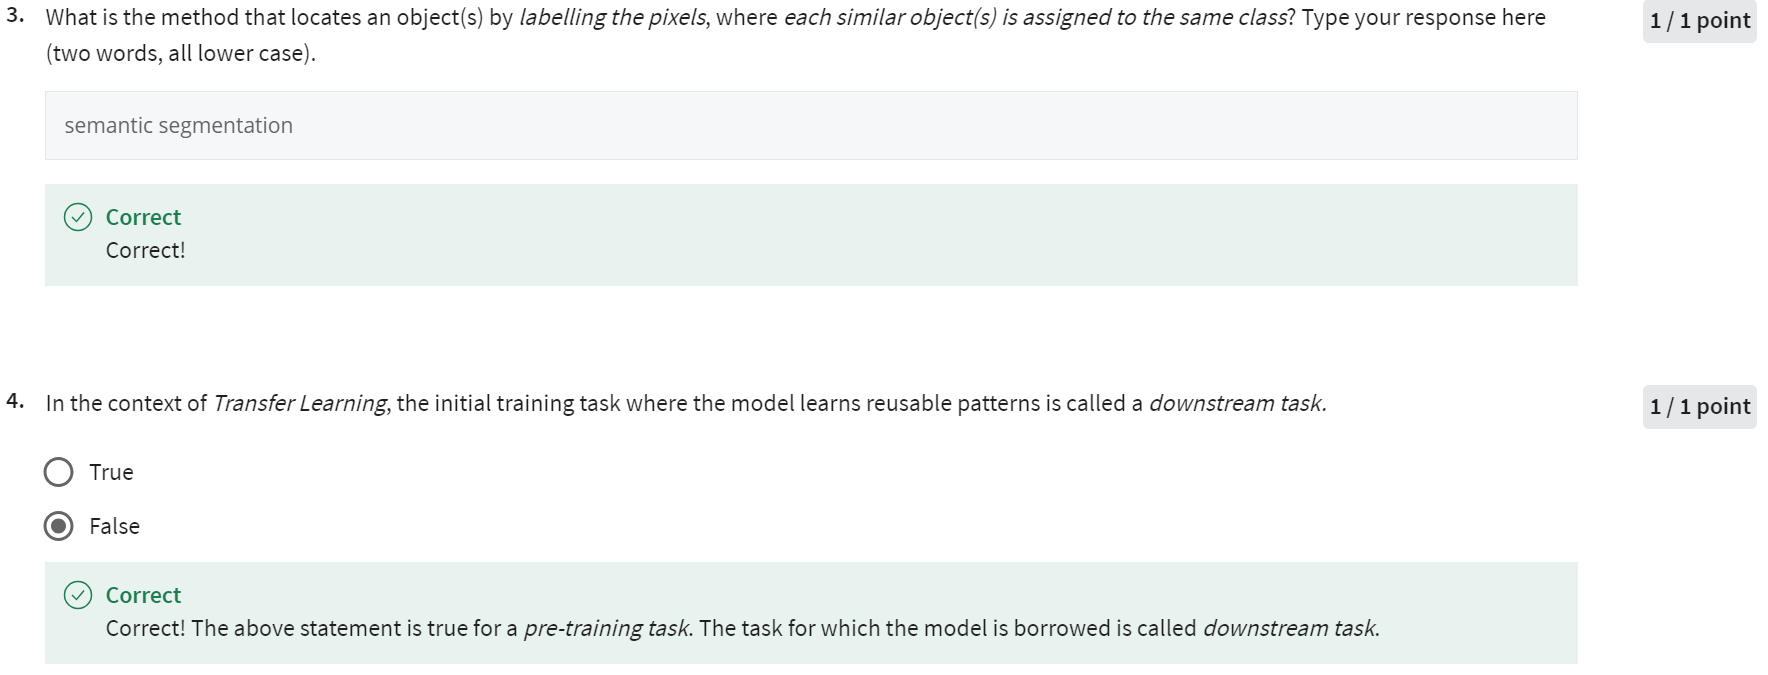 3. What is the method that locates an object(s) by labelling the pixels, where each similar object(s) is assigned to the same class? Type your response here 1 / 1 point
(two words, all lower case).
semantic segmentation
Correct
Correct!
4. In the context of Transfer Learning, the initial training task where the model learns reusable patterns is called a downstream task. 1 / 1 point
True
False
Correct
Correct! The above statement is true for a pre-training task. The task for which the model is borrowed is called downstream task.